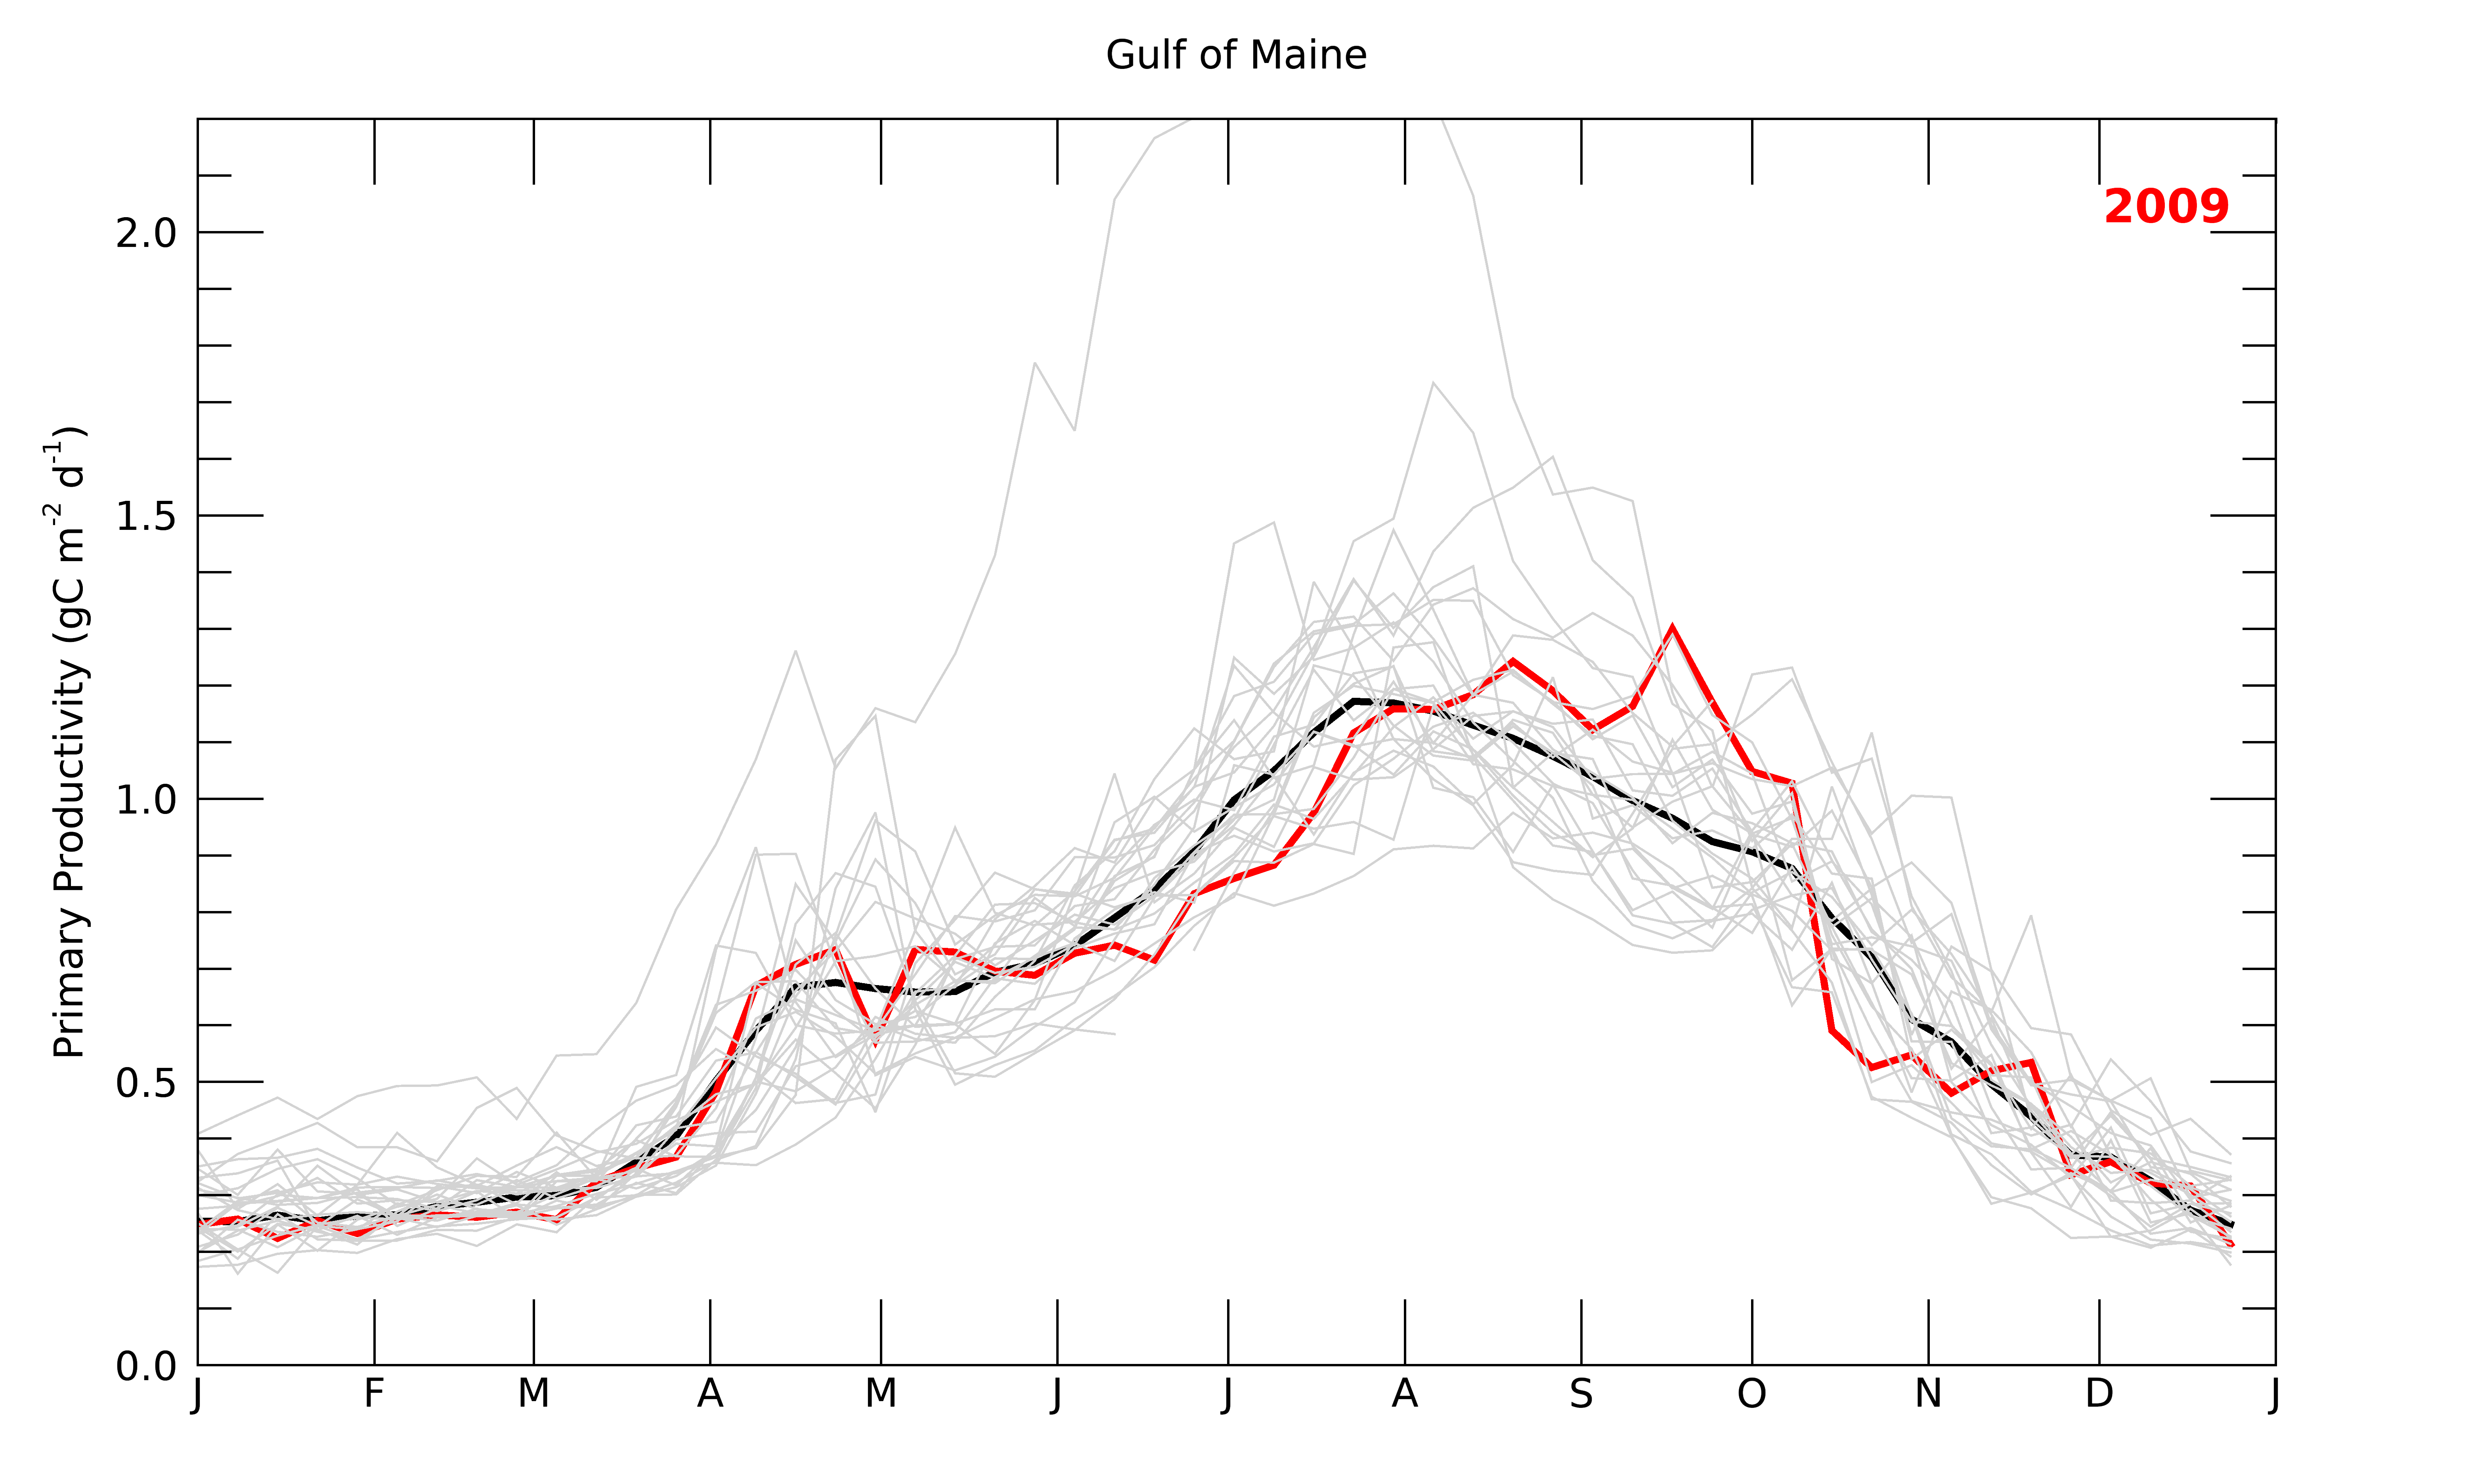 Gulf of Maine
2009
Primary Productivity (gC m⁻² d⁻¹)
2.0
1.5
1.0
0.5
0.0
J F M A M J J A S O N D J